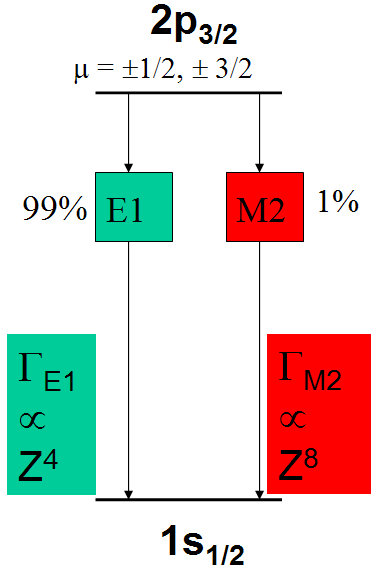 2p3/2
μ = ±1/2, ± 3/2
99% E1 M2 1%
ΓE1
∝
Z4
ΓM2
∝
Z8
1s1/2